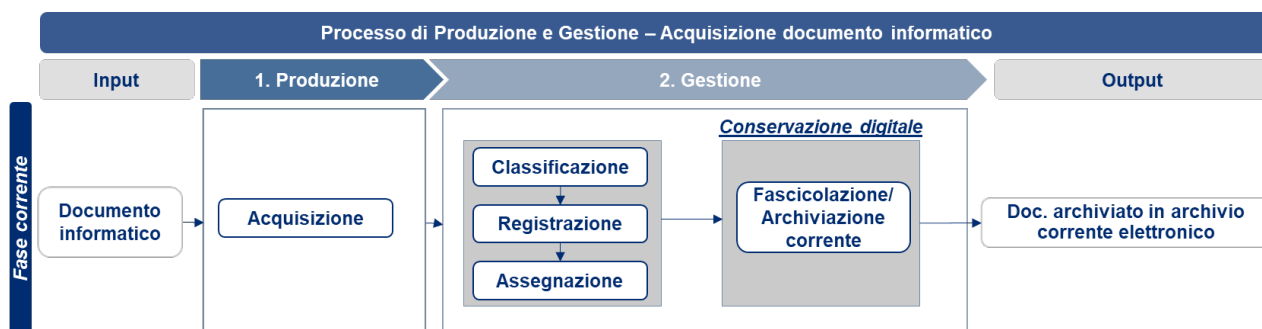 Processo di Produzione e Gestione – Acquisizione documento informatico
Input
1. Produzione
2. Gestione
Output
Fase corrente
Documento
informatico
Acquisizione
Classificazione
Registrazione
Assegnazione
Conservazione digitale
Fascicolazione/
Archiviazione
corrente
Doc. archiviato in archivio
corrente elettronico